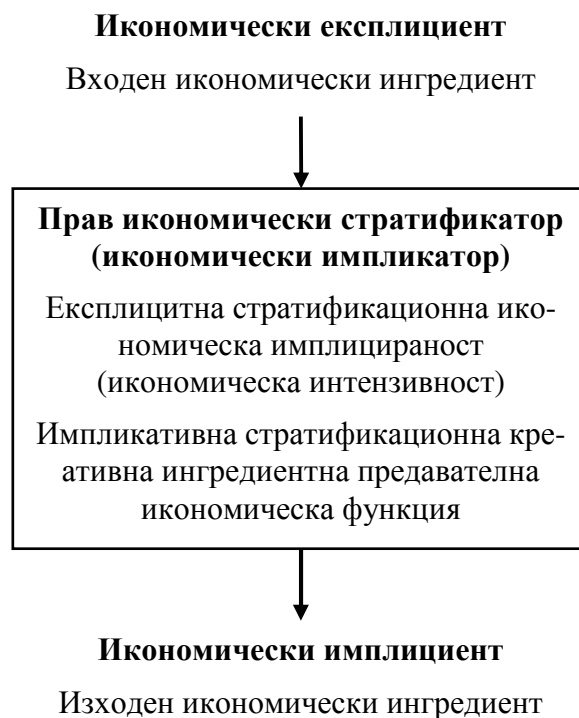 Икономически експлициент
Входен икономически ингредиент
Прав икономически стратификатор
(икономически импликатор)
Експлицитна стратификационна ико-
номическа имплицираност
(икономическа интензивност)
Импликативна стратификационна кре-
ативна ингредиентна предавателна
икономическа функция
Икономически имплициент
Изходен икономически ингредиент